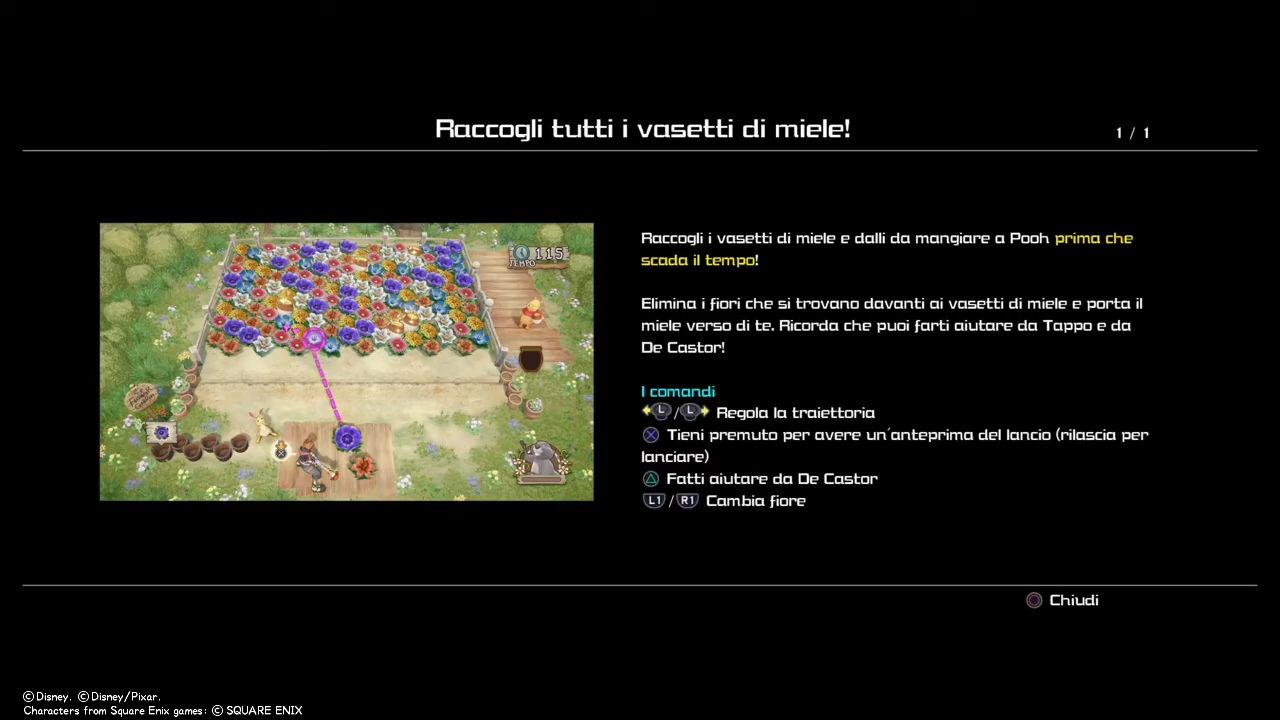 Raccogli tutti i vasetti di miele!
1 / 1
115
TEMPO
Raccogli i vasetti di miele e dalli da mangiare a Pooh prima che
scada il tempo!
Elimina i fiori che si trovano davanti ai vasetti di miele e porta il
miele verso di te. Ricorda che puoi farti aiutare da Tappo e da
De Castor!
I comandi
L / L Regola la traiettoria
Tieni premuto per avere un'anteprima del lancio (rilascia per
lanciare)
Fatti aiutare da De Castor
L1 / R1 Cambia fiore
Chiudi
©Disney. ©Disney/Pixar.
Characters from Square Enix games: © SQUARE ENIX